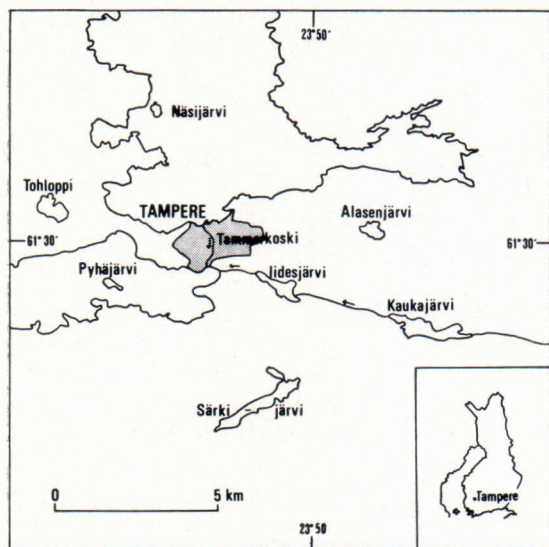 23°50′
Näsijärvi
Tohloppi
TAMPERE
Alasenjärvi
Tammerkoski
61°30′
61°30′
Pyhäjärvi
Iidesjärvi
Kaukajärvi
Särki - järvi
Tampere
0 5 km
23°50′